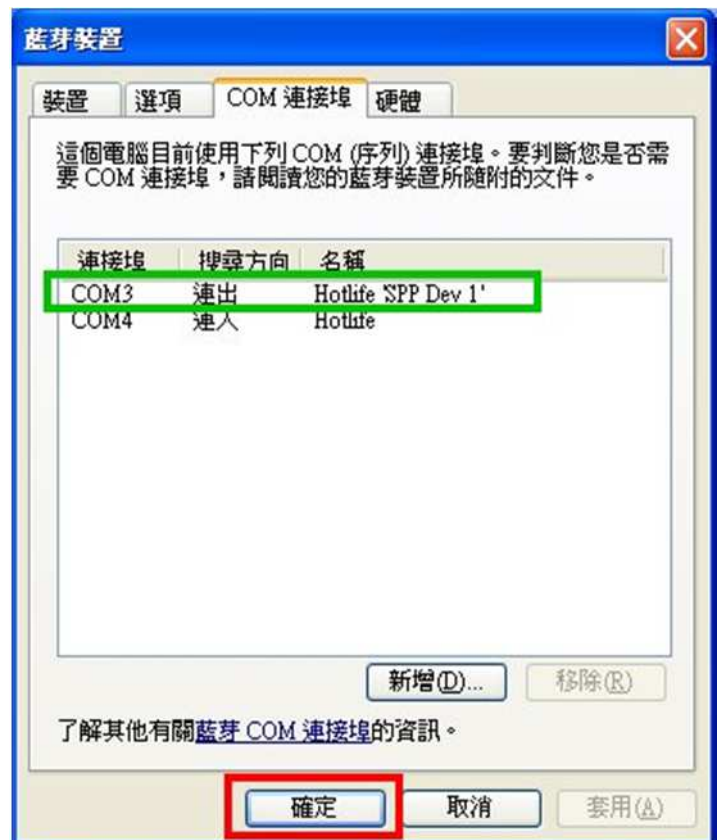 藍芽裝置
裝置 選項 COM 連接埠 硬體
這個電腦目前使用下列 COM (序列) 連接埠。要判斷您是否需
要 COM 連接埠，請閱讀您的藍芽裝置所隨附的文件。
連接埠 搜尋方向 名稱
COM3 連出 Hotlife 'SPP Dev 1'
COM4 連入 Hotlife
新增(D)... 移除(R)
了解其他有關藍芽 COM 連接埠的資訊。
確定 取消 套用(A)